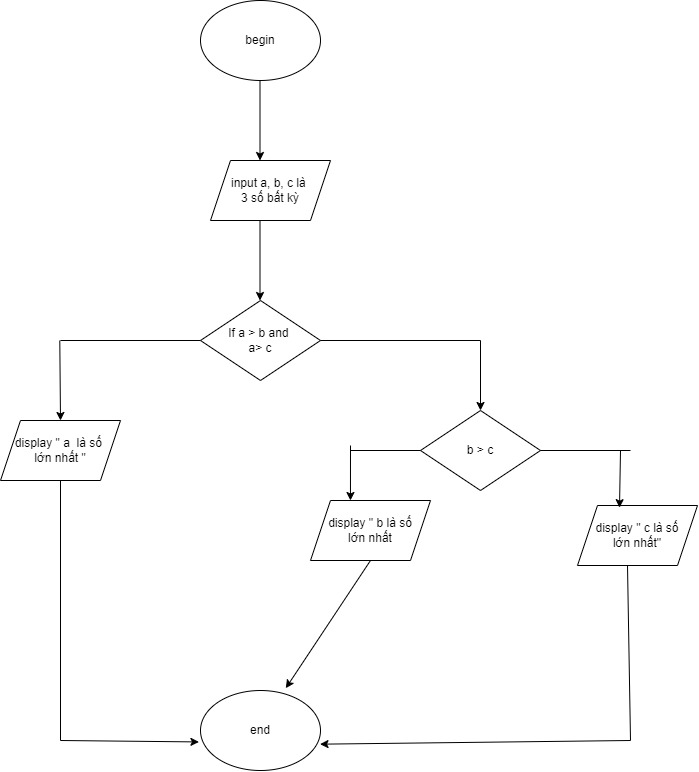 begin
input a, b, c là
3 số bất kỳ
If a > b and
a> c
display " a  là số
lớn nhất "
b > c
display " b là số
lớn nhất
display " c là số
lớn nhất"
end